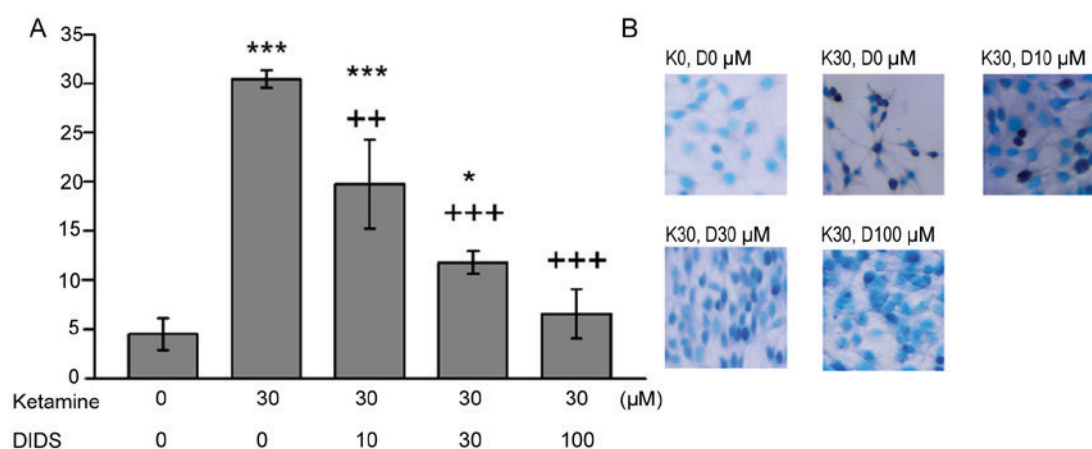 A
35
30
25
20
15
10
5
0
***
***
++
*
+++
+++
Ketamine 0 30 30 30 30 (µM)
DIDS 0 0 10 30 100
B
K0, D0 µM
K30, D0 µM
K30, D10 µM
K30, D30 µM
K30, D100 µM